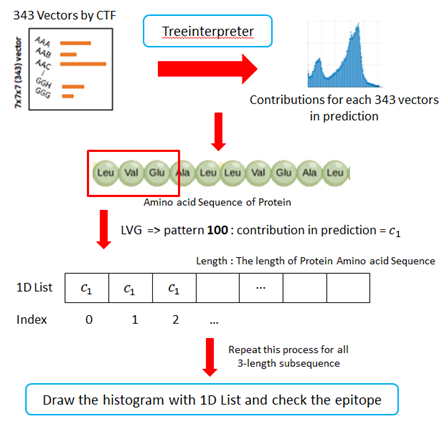 343 Vectors by CTF
Treeinterpreter
7x7x7 (343) vector
AAA
AAB
AAC
GGH
GGG
Contributions for each 343 vectors
in prediction
Leu Val Glu Ala Leu Leu Val Glu Ala Leu
Amino acid Sequence of Protein
LVG => pattern 100 : contribution in prediction = c₁
Length : The length of Protein Amino acid Sequence
1D List c₁ c₁ c₁ ...
Index 0 1 2 ...
Repeat this process for all
3-length subsequence
Draw the histogram with 1D List and check the epitope